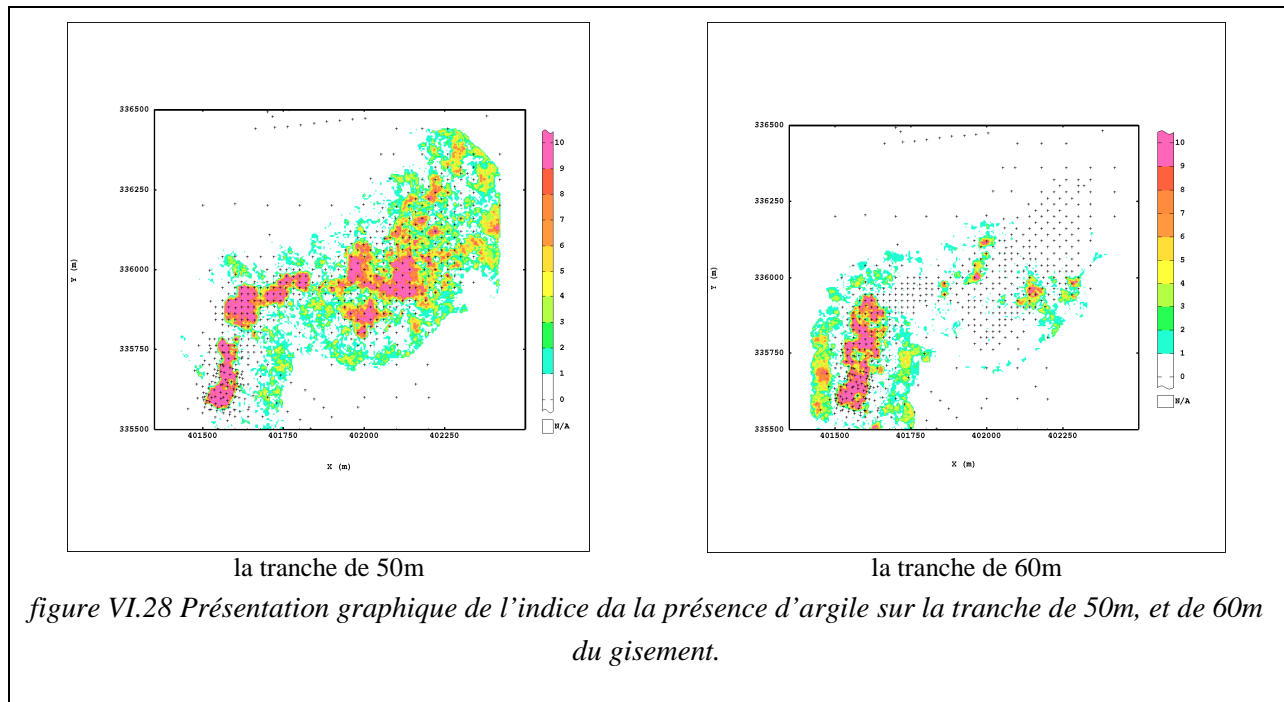 336500
336250
336000
335750
335500
Y (m)
401500 401750 402000 402250
X (m)
10
9
8
7
6
5
4
3
2
1
0
N/A
336500
336250
336000
335750
335500
Y (m)
401500 401750 402000 402250
X (m)
10
9
8
7
6
5
4
3
2
1
0
N/A
la tranche de 50m
la tranche de 60m
figure VI.28 Présentation graphique de l’indice da la présence d’argile sur la tranche de 50m, et de 60m
du gisement.